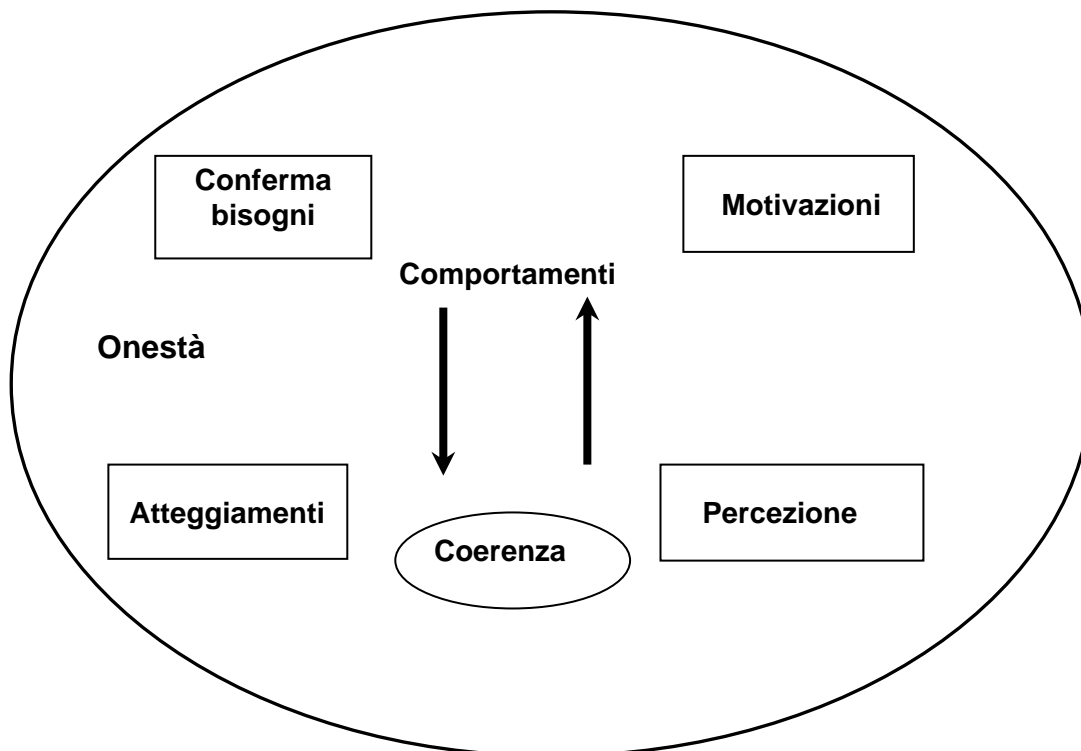 Conferma
bisogni
Motivazioni
Comportamenti
Onestà
Atteggiamenti
Percezione
Coerenza